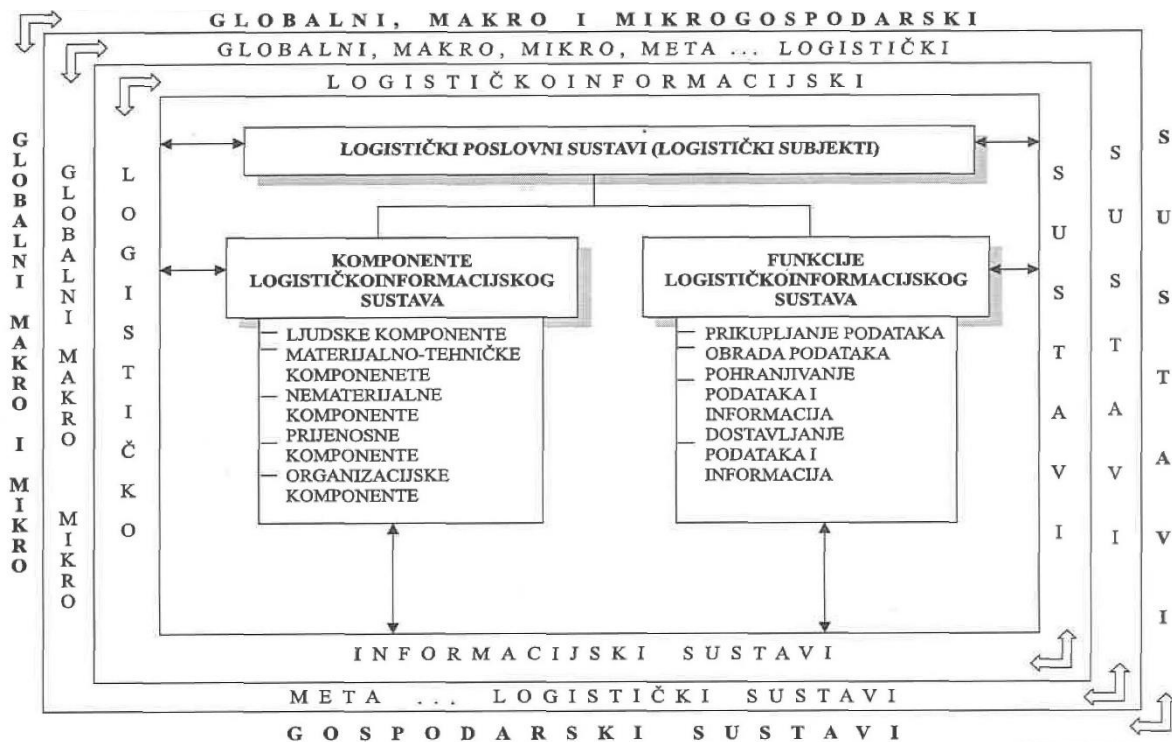 GLOBALNI, MAKRO I MIKROGOSPODARSKI
GLOBALNI, MAKRO, MIKRO, META ... LOGISTIČKI
LOGISTIČKOINFORMACIJSKI
GLOBALNI MAKRO I MIKRO
GLOBALNI MAKRO MIKRO
LOGISTIČKO
LOGISTIČKI POSLOVNI SUSTAVI (LOGISTIČKI SUBJEKTI)
KOMPONENTE
LOGISTIČKOINFORMACIJSKOG
SUSTAVA
LJUDSKE KOMPONENTE
MATERIJALNO-TEHNIČKE
KOMPONENETE
NEMATERIJALNE
KOMPONENTE
PRIJENOSNE
KOMPONENTE
ORGANIZACIJSKE
KOMPONENTE
FUNKCIJE
LOGISTIČKOINFORMACIJSKOG
SUSTAVA
PRIKUPLJANJE PODATAKA
OBRADA PODATAKA
POHRANJIVANJE
PODATAKA I
INFORMACIJA
DOSTAVLJANJE
PODATAKA I
INFORMACIJA
SUSTAVI
SUSTAVI
SUSTAVI
INFORMACIJSKI SUSTAVI
META ... LOGISTIČKI SUSTAVI
GOSPODARSKI SUSTAVI